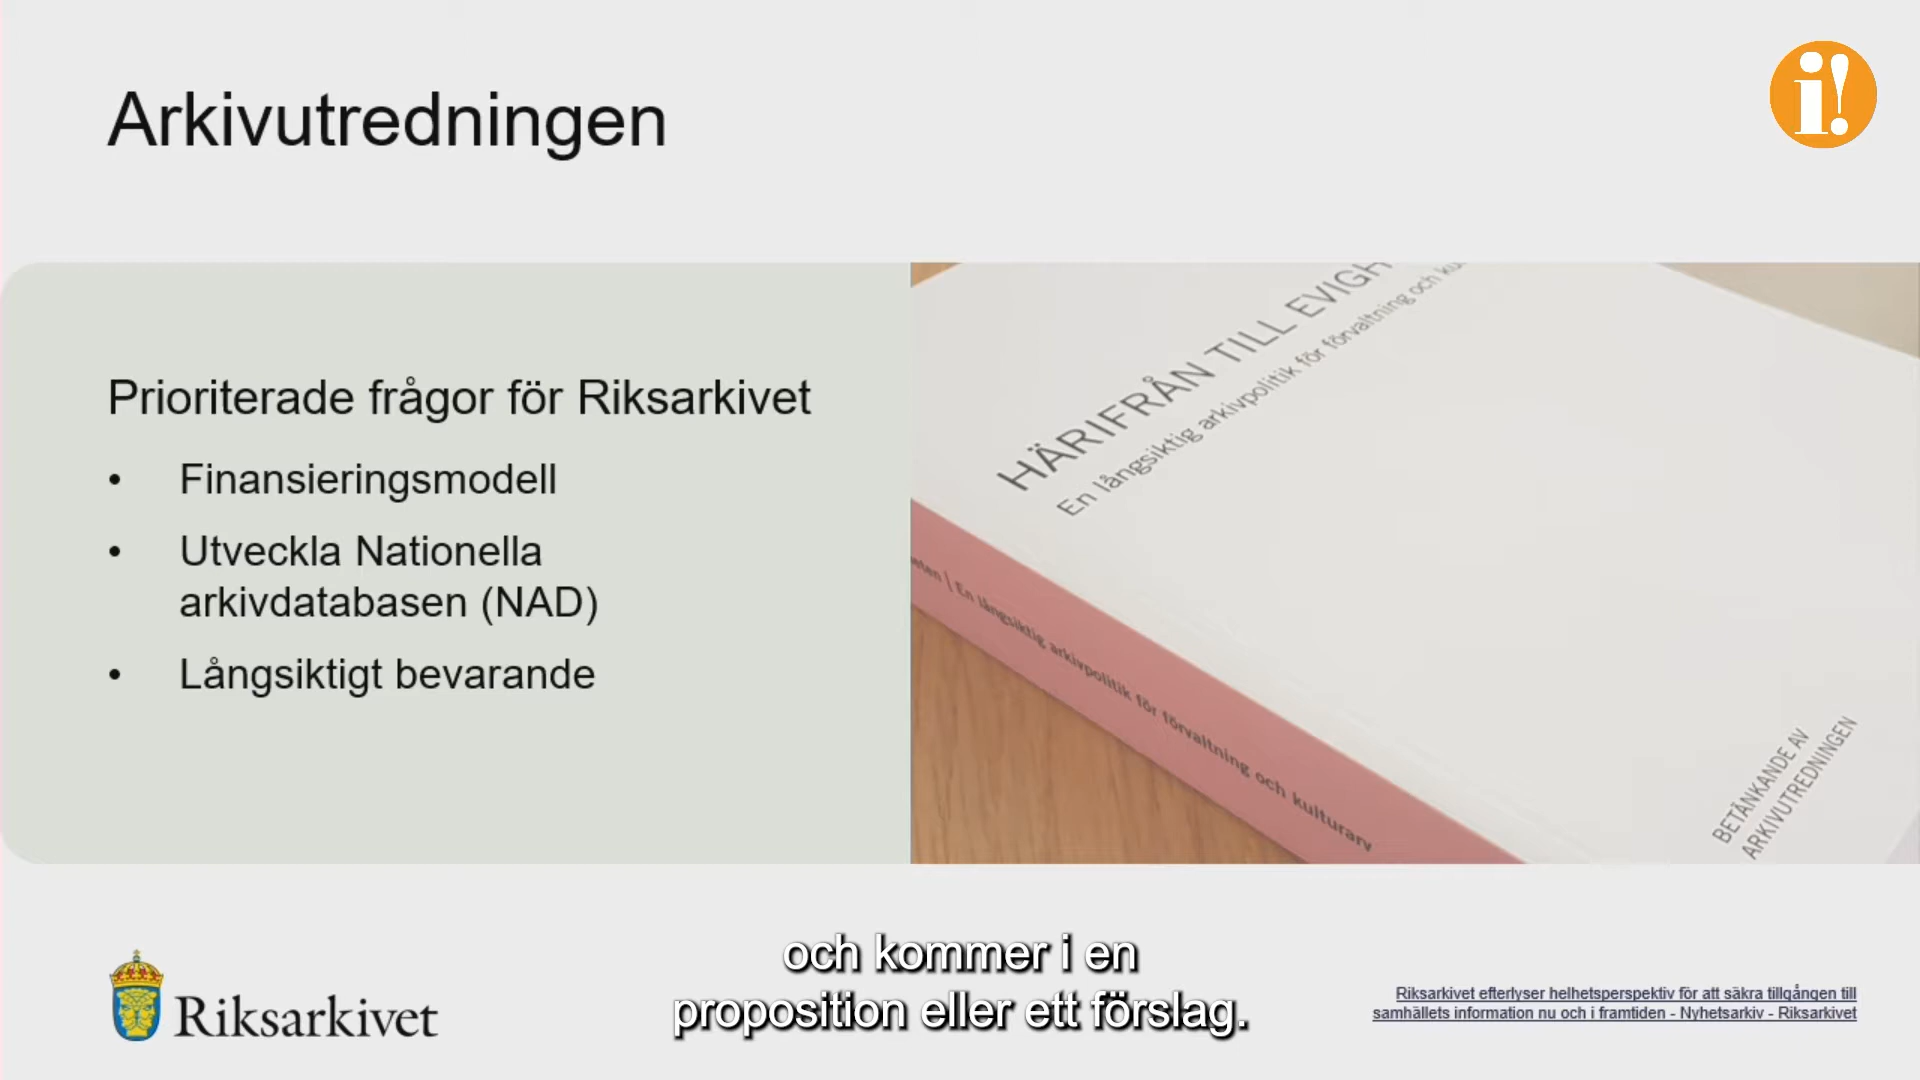 Arkivutredningen
i!
Prioriterade frågor för Riksarkivet
• Finansieringsmodell
• Utveckla Nationella
arkivdatabasen (NAD)
• Långsiktigt bevarande
HÄRIFRÅN TILL EVIGH
En långsiktig arkivpolitik för förvaltning och ku
eten | En långsiktig arkivpolitik för förvaltning och kulturarv
BETÄNKANDE AV
ARKIVUTREDNINGEN
Riksarkivet
och kommer i en
proposition eller ett förslag.
Riksarkivet efterlyser helhetsperspektiv för att säkra tillgången till
samhällets information nu och i framtiden - Nyhetsarkiv - Riksarkivet